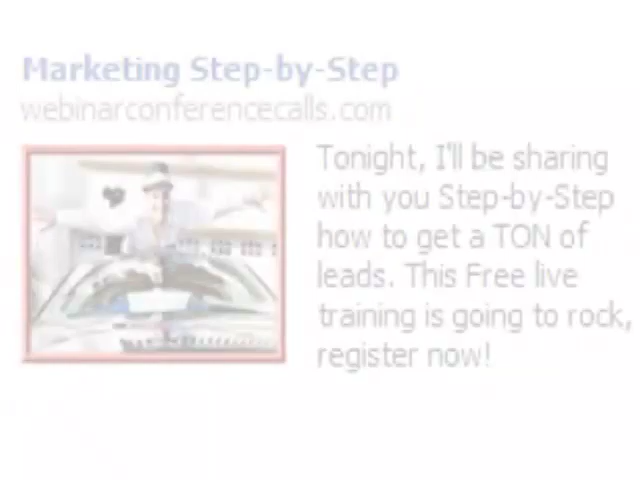 Marketing Step-by-Step
webinarconferencecalls.com
Tonight, I'll be sharing
with you Step-by-Step
how to get a TON of
leads. This Free live
training is going to rock,
register now!